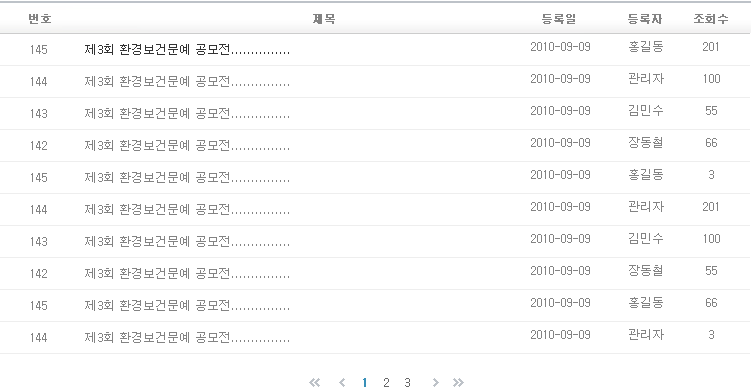 번호 제목 등록일 등록자 조회수
145 제3회 환경보건문예 공모전............... 2010-09-09 홍길동 201
144 제3회 환경보건문예 공모전............... 2010-09-09 관리자 100
143 제3회 환경보건문예 공모전............... 2010-09-09 김민수 55
142 제3회 환경보건문예 공모전............... 2010-09-09 장동철 66
145 제3회 환경보건문예 공모전............... 2010-09-09 홍길동 3
144 제3회 환경보건문예 공모전............... 2010-09-09 관리자 201
143 제3회 환경보건문예 공모전............... 2010-09-09 김민수 100
142 제3회 환경보건문예 공모전............... 2010-09-09 장동철 55
145 제3회 환경보건문예 공모전............... 2010-09-09 홍길동 66
144 제3회 환경보건문예 공모전............... 2010-09-09 관리자 3
« ‹ 1 2 3 › »